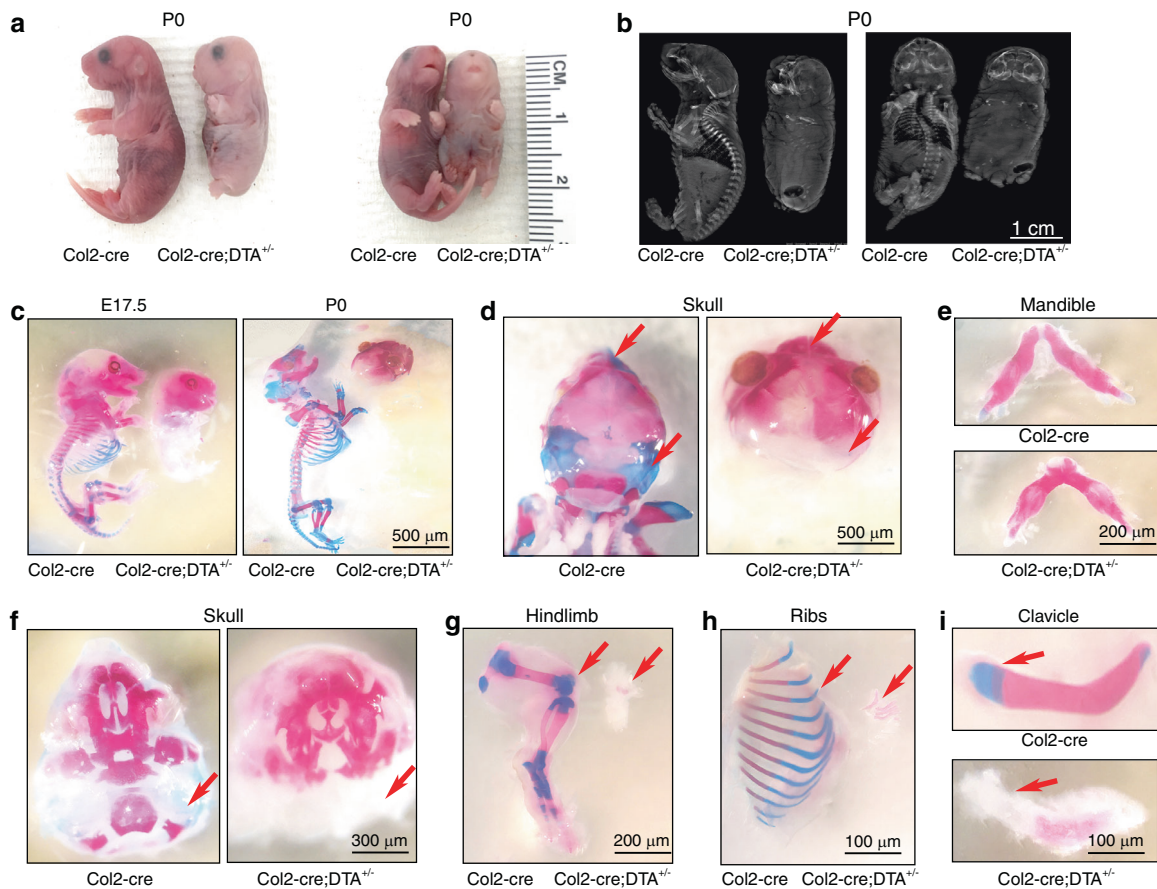 a
P0
P0
CM
1
2
Col2-cre
Col2-cre;DTA+/-
Col2-cre
Col2-cre;DTA+/-
b
P0
1 cm
Col2-cre
Col2-cre;DTA+/-
Col2-cre
Col2-cre;DTA+/-
c
E17.5
P0
500 μm
Col2-cre
Col2-cre;DTA+/-
Col2-cre
Col2-cre;DTA+/-
d
Skull
500 μm
Col2-cre
Col2-cre;DTA+/-
e
Mandible
Col2-cre
200 μm
Col2-cre;DTA+/-
f
Skull
300 μm
Col2-cre
Col2-cre;DTA+/-
g
Hindlimb
200 μm
Col2-cre
Col2-cre;DTA+/-
h
Ribs
100 μm
Col2-cre
Col2-cre;DTA+/-
i
Clavicle
Col2-cre
100 μm
Col2-cre;DTA+/-